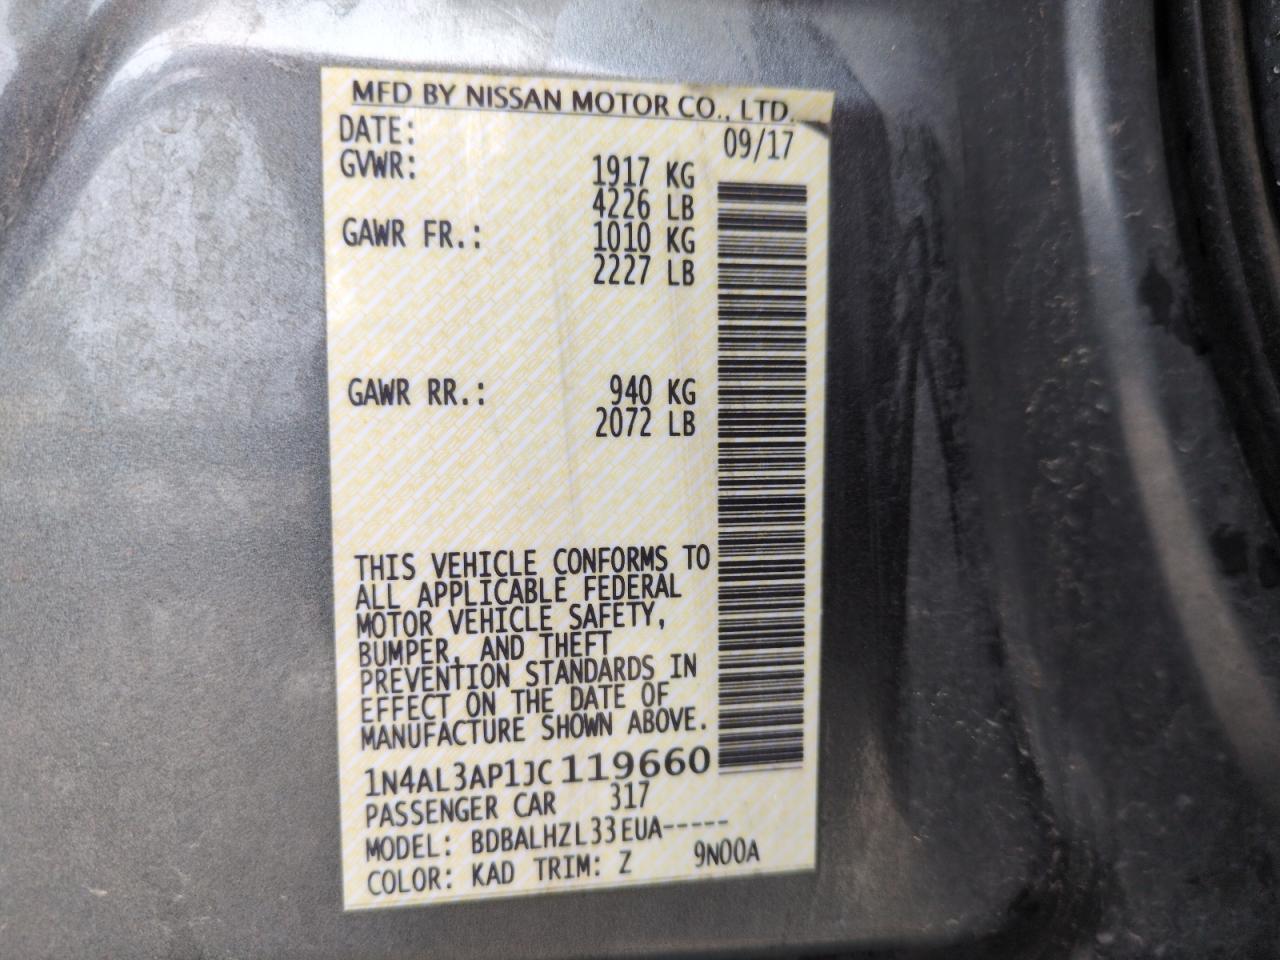 MFD BY NISSAN MOTOR CO., LTD.
DATE: 09/17
GVWR: 1917 KG
4226 LB
GAWR FR.: 1010 KG
2227 LB
GAWR RR.: 940 KG
2072 LB
THIS VEHICLE CONFORMS TO
ALL APPLICABLE FEDERAL
MOTOR VEHICLE SAFETY,
BUMPER, AND THEFT
PREVENTION STANDARDS IN
EFFECT ON THE DATE OF
MANUFACTURE SHOWN ABOVE.
1N4AL3AP1JC119660
PASSENGER CAR 317
MODEL: BDBALHZL33EUA-----
COLOR: KAD TRIM: Z 9N00A